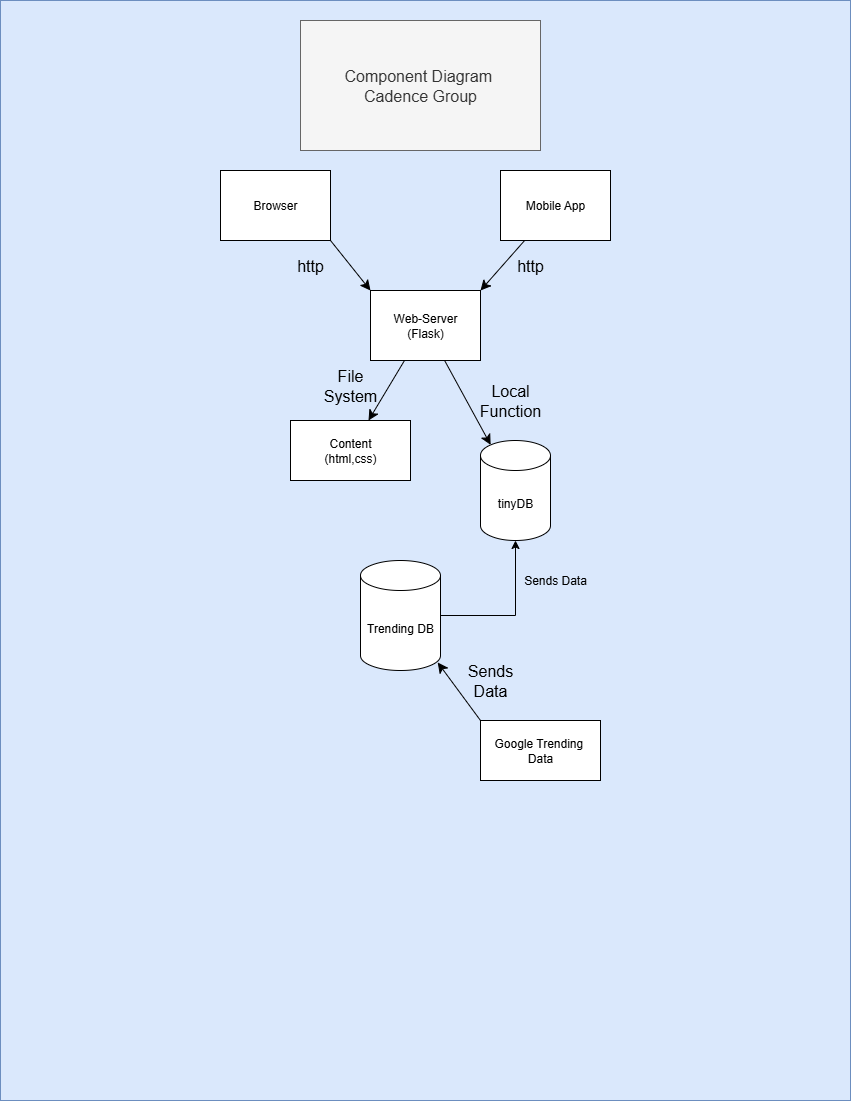 Component Diagram
Cadence Group
Browser
Mobile App
http
http
Web-Server
(Flask)
File
System
Local
Function
Content
(html,css)
tinyDB
Sends Data
Trending DB
Sends
Data
Google Trending
Data